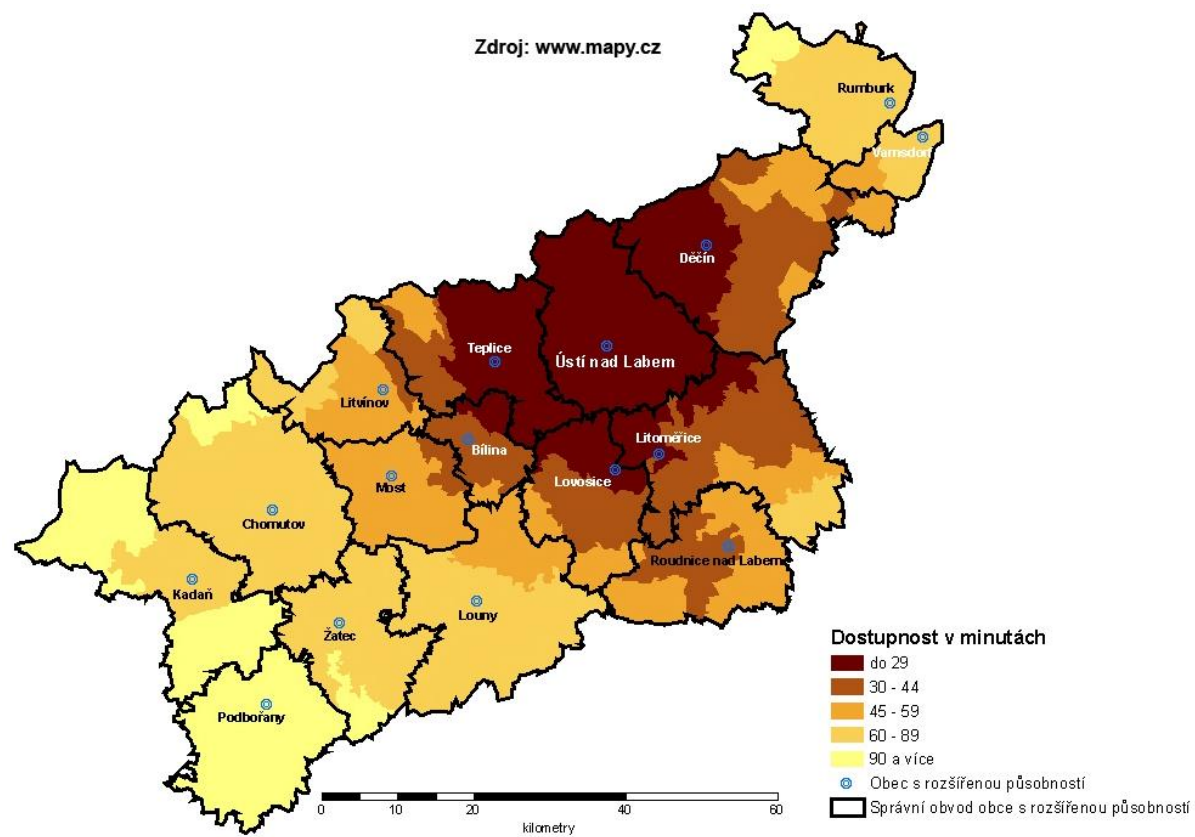 Zdroj: www.mapy.cz
Rumburk
Varnsdorf
Děčín
Teplice
Ústí nad Labem
Litvínov
Bílina
Litoměřice
Lovosice
Most
Chomutov
Roudnice nad Labem
Kadaň
Louny
Žatec
Podbořany
Dostupnost v minutách
do 29
30 - 44
45 - 59
60 - 89
90 a více
Obec s rozšířenou působností
Správní obvod obce s rozšířenou působností
0 10 20 40 60
kilometry